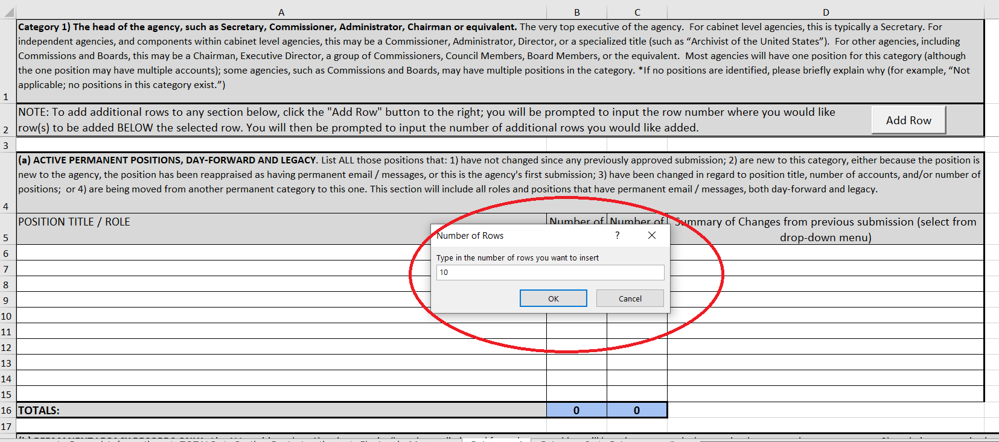 A B C D
1
Category 1) The head of the agency, such as Secretary, Commissioner, Administrator, Chairman or equivalent. The very top executive of the agency.  For cabinet level agencies, this is typically a Secretary. For
independent agencies, and components within cabinet level agencies, this may be a Commissioner, Administrator, Director, or a specialized title (such as “Archivist of the United States”).  For other agencies, including
Commissions and Boards, this may be a Chairman, Executive Director, a group of Commissioners, Council Members, Board Members, or the equivalent.  Most agencies will have one position for this category (although
the one position may have multiple accounts); some agencies, such as Commissions and Boards, may have multiple positions in the category. *If no positions are identified, please briefly explain why (for example, “Not
applicable; no positions in this category exist.”)
2
NOTE: To add additional rows to any section below, click the "Add Row" button to the right; you will be prompted to input the row number where you would like
row(s) to be added BELOW the selected row. You will then be prompted to input the number of additional rows you would like added.
Add Row
3
4
(a) ACTIVE PERMANENT POSITIONS, DAY-FORWARD AND LEGACY. List ALL those positions that: 1) have not changed since any previously approved submission; 2) are new to this category, either because the position is
new to the agency, the position has been reappraised as having permanent email / messages, or this is the agency's first submission; 3) have been changed in regard to position title, number of accounts, and/or number of
positions;  or 4) are being moved from another permanent category to this one. This section will include all roles and positions that have permanent email / messages, both day-forward and legacy.
5
POSITION TITLE / ROLE
Number of
Number of
Summary of Changes from previous submission (select from
drop-down menu)
Number of Rows ? ×
Type in the number of rows you want to insert
10
OK Cancel
6
7
8
9
10
11
12
13
14
15
16 TOTALS: 0 0
17